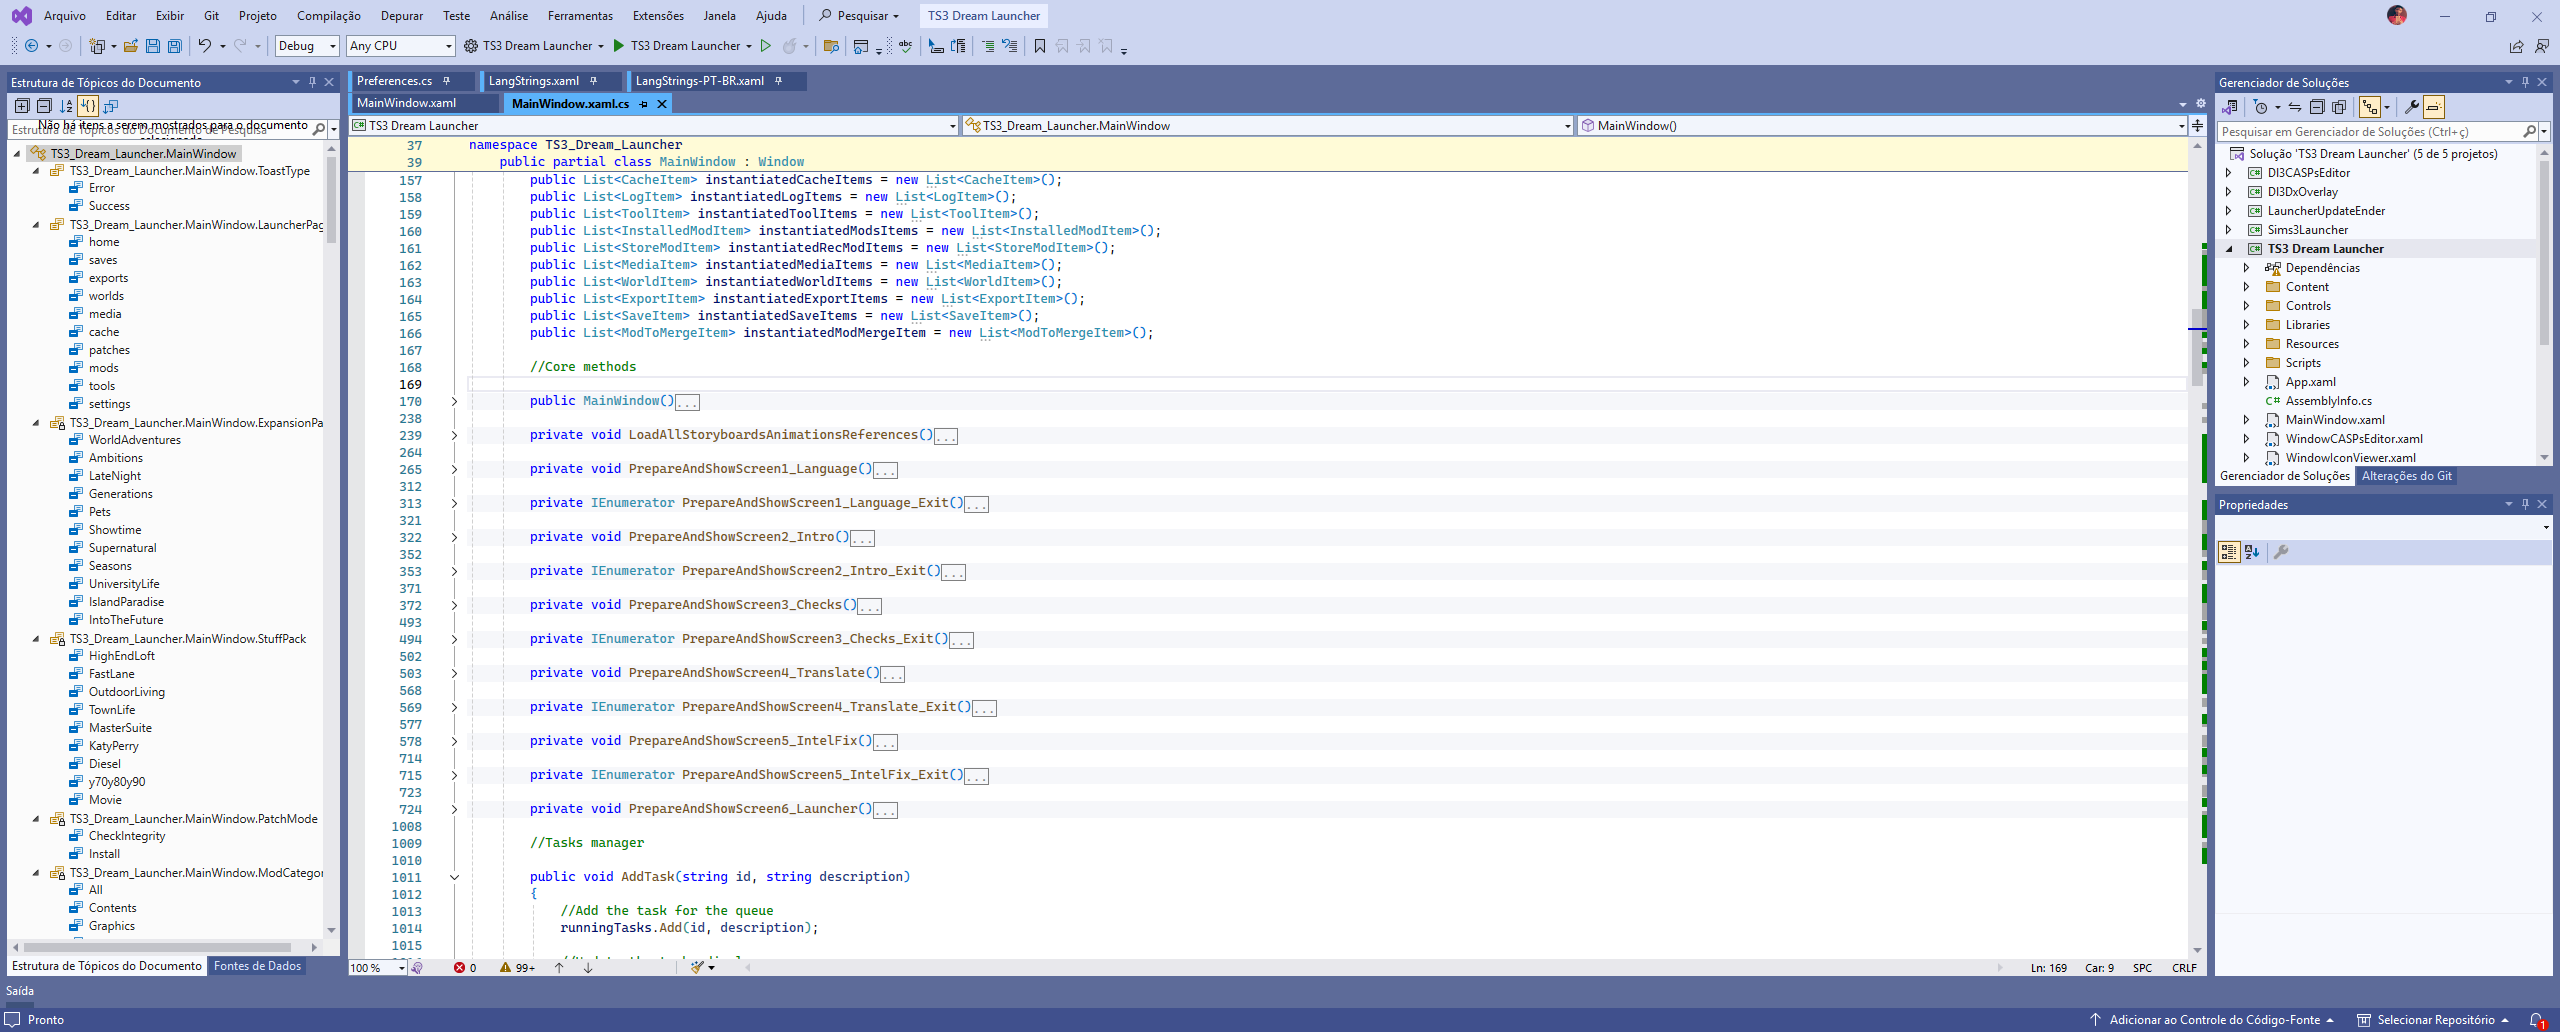 Arquivo Editar Exibir Git Projeto Compilação Depurar Teste Análise Ferramentas Extensões Janela Ajuda Pesquisar TS3 Dream Launcher
Debug Any CPU TS3 Dream Launcher TS3 Dream Launcher
Estrutura de Tópicos do Documento
Não há itens a serem mostrados para o documento
Estrutura de Tópicos do Documento de Pesquisa
TS3_Dream_Launcher.MainWindow
TS3_Dream_Launcher.MainWindow.ToastType
Error
Success
TS3_Dream_Launcher.MainWindow.LauncherPag
home
saves
exports
worlds
media
cache
patches
mods
tools
settings
TS3_Dream_Launcher.MainWindow.ExpansionPa
WorldAdventures
Ambitions
LateNight
Generations
Pets
Showtime
Supernatural
Seasons
UniversityLife
IslandParadise
IntoTheFuture
TS3_Dream_Launcher.MainWindow.StuffPack
HighEndLoft
FastLane
OutdoorLiving
TownLife
MasterSuite
KatyPerry
Diesel
y70y80y90
Movie
TS3_Dream_Launcher.MainWindow.PatchMode
CheckIntegrity
Install
TS3_Dream_Launcher.MainWindow.ModCategor
All
Contents
Graphics
Estrutura de Tópicos do Documento Fontes de Dados
Preferences.cs LangStrings.xaml LangStrings-PT-BR.xaml
MainWindow.xaml MainWindow.xaml.cs
TS3 Dream Launcher TS3_Dream_Launcher.MainWindow MainWindow()
37 namespace TS3_Dream_Launcher
39 public partial class MainWindow : Window
157 public List<CacheItem> instantiatedCacheItems = new List<CacheItem>();
158 public List<LogItem> instantiatedLogItems = new List<LogItem>();
159 public List<ToolItem> instantiatedToolItems = new List<ToolItem>();
160 public List<InstalledModItem> instantiatedModsItems = new List<InstalledModItem>();
161 public List<StoreModItem> instantiatedRecModItems = new List<StoreModItem>();
162 public List<MediaItem> instantiatedMediaItems = new List<MediaItem>();
163 public List<WorldItem> instantiatedWorldItems = new List<WorldItem>();
164 public List<ExportItem> instantiatedExportItems = new List<ExportItem>();
165 public List<SaveItem> instantiatedSaveItems = new List<SaveItem>();
166 public List<ModToMergeItem> instantiatedModMergeItem = new List<ModToMergeItem>();
167
168 //Core methods
169
170 public MainWindow()...
238
239 private void LoadAllStoryboardsAnimationsReferences()...
264
265 private void PrepareAndShowScreen1_Language()...
312
313 private IEnumerator PrepareAndShowScreen1_Language_Exit()...
321
322 private void PrepareAndShowScreen2_Intro()...
352
353 private IEnumerator PrepareAndShowScreen2_Intro_Exit()...
371
372 private void PrepareAndShowScreen3_Checks()...
493
494 private IEnumerator PrepareAndShowScreen3_Checks_Exit()...
502
503 private void PrepareAndShowScreen4_Translate()...
568
569 private IEnumerator PrepareAndShowScreen4_Translate_Exit()...
577
578 private void PrepareAndShowScreen5_IntelFix()...
714
715 private IEnumerator PrepareAndShowScreen5_IntelFix_Exit()...
723
724 private void PrepareAndShowScreen6_Launcher()...
1008
1009 //Tasks manager
1010
1011 public void AddTask(string id, string description)
1012 {
1013 //Add the task for the queue
1014 runningTasks.Add(id, description);
1015
100 % 0 99+ Ln: 169 Car: 9 SPC CRLF
Gerenciador de Soluções
Pesquisar em Gerenciador de Soluções (Ctrl+ç)
Solução 'TS3 Dream Launcher' (5 de 5 projetos)
DI3CASPsEditor
DI3DxOverlay
LauncherUpdateEnder
Sims3Launcher
TS3 Dream Launcher
Dependências
Content
Controls
Libraries
Resources
Scripts
App.xaml
AssemblyInfo.cs
MainWindow.xaml
WindowCASPsEditor.xaml
WindowIconViewer.xaml
Gerenciador de Soluções Alterações do Git
Propriedades
Saída
Pronto Adicionar ao Controle do Código-Fonte Selecionar Repositório 1